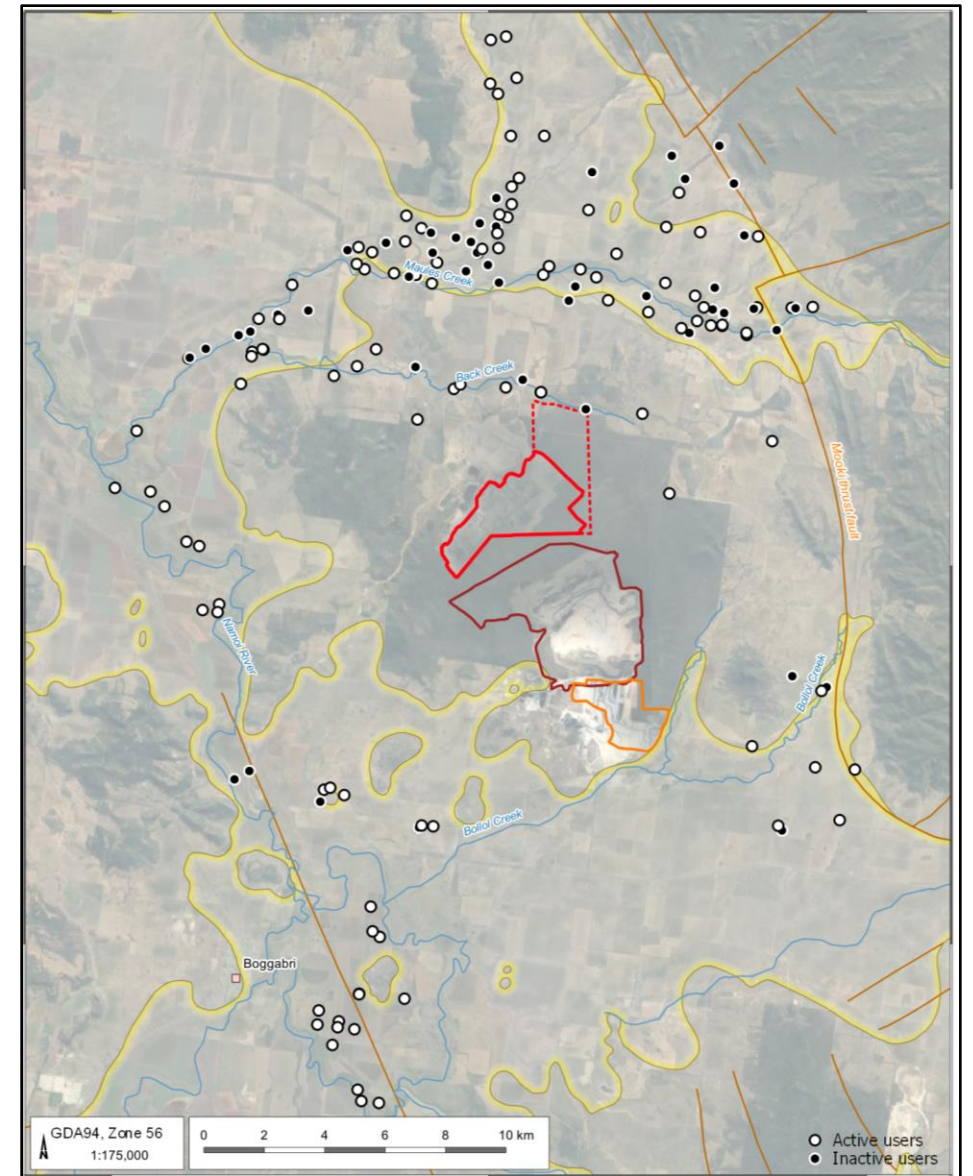 Maules Creek
Back Creek
Mooki thrust fault
Namoi River
Bollol Creek
Bollol Creek
Boggabri
GDA94, Zone 56
1:175,000
N
0 2 4 6 8 10 km
Active users
Inactive users